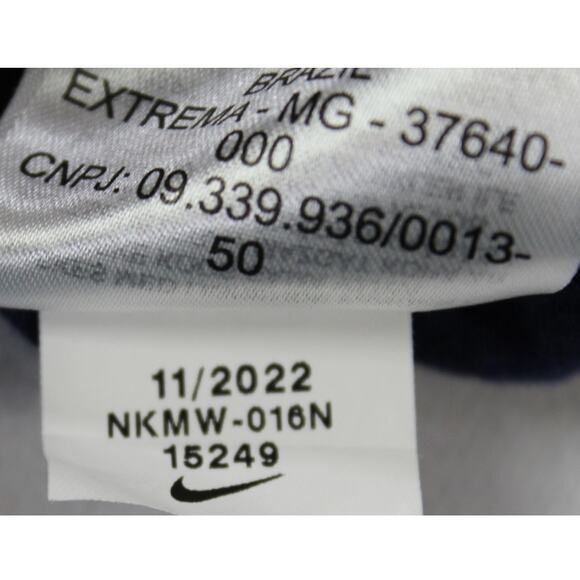 BRAZIL
EXTREMA - MG - 37640-
000
CNPJ: 09.339.936/0013-
50
11/2022
NKMW-016N
15249